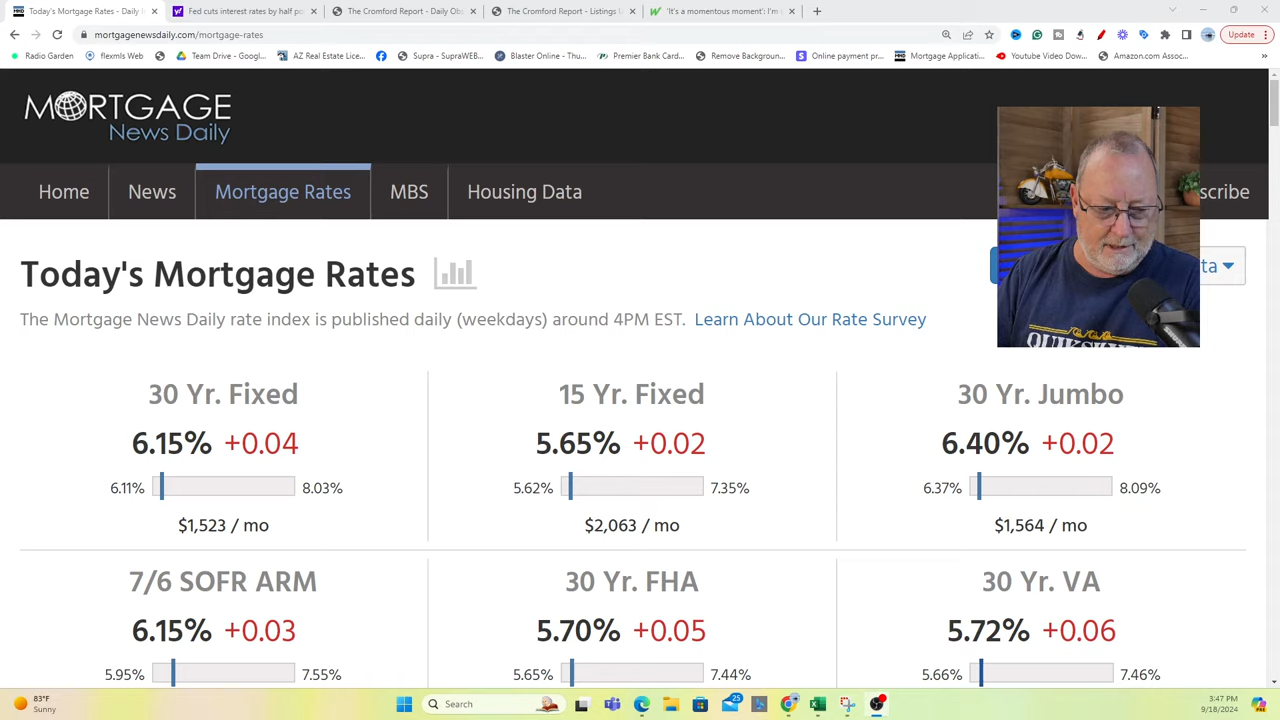 Today's Mortgage Rates - Daily In
Fed cuts interest rates by half po
The Cromford Report - Daily Obs
The Cromford Report - Listings U
'It's a momentous moment': I'm s
mortgagenewsdaily.com/mortgage-rates
Update
Radio Garden
flexmls Web
Team Drive - Googl...
AZ Real Estate Lice...
Supra - SupraWEB...
Blaster Online - Thu...
Premier Bank Card...
Remove Backgroun...
Online payment pr...
Mortgage Applicati...
Youtube Video Dow...
Amazon.com Asoc...
MORTGAGE
News Daily
Home
News
Mortgage Rates
MBS
Housing Data
scribe
Today's Mortgage Rates
ta
The Mortgage News Daily rate index is published daily (weekdays) around 4PM EST. Learn About Our Rate Survey
30 Yr. Fixed
6.15% +0.04
6.11% 8.03%
$1,523 / mo
15 Yr. Fixed
5.65% +0.02
5.62% 7.35%
$2,063 / mo
30 Yr. Jumbo
6.40% +0.02
6.37% 8.09%
$1,564 / mo
7/6 SOFR ARM
6.15% +0.03
5.95% 7.55%
30 Yr. FHA
5.70% +0.05
5.65% 7.44%
30 Yr. VA
5.72% +0.06
5.66% 7.46%
83°F
Sunny
Search
25
3:47 PM
9/18/2024